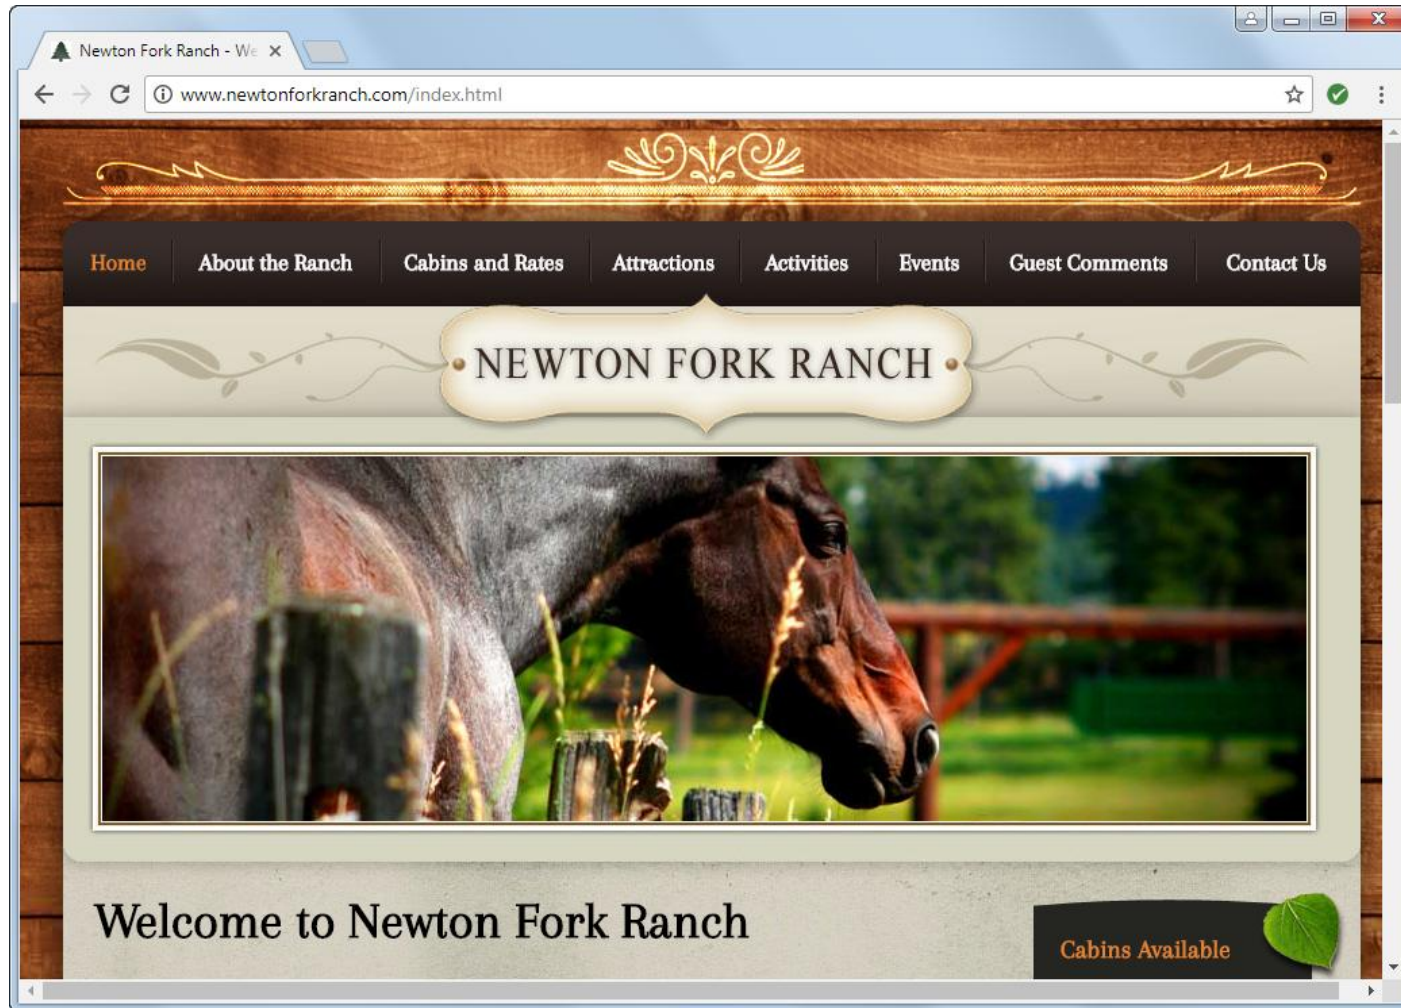 Newton Fork Ranch - We
www.newtonforkranch.com/index.html
Home About the Ranch Cabins and Rates Attractions Activities Events Guest Comments Contact Us
NEWTON FORK RANCH
Welcome to Newton Fork Ranch
Cabins Available